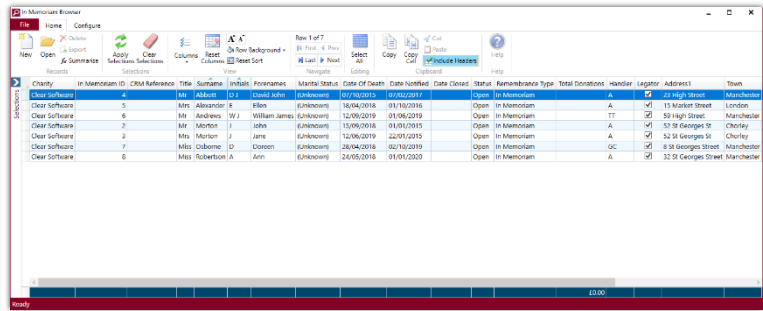 In Memoriam Browser
File Home Configure
New Open Delete Export Summarise
Apply Selections Clear Selections
Columns Reset Columns A A Row Background Reset Sort
Row 1 of 7
First Prev
Last Next
Select All
Copy Copy Cell Cut Paste Include Headers
Help
Records Selections View Navigate Editing Clipboard Help
Selections
Charity In Memoriam ID CRM Reference Title Surname Initials Forenames Marital Status Date Of Death Date Notified Date Closed Status Remembrance Type Total Donations Handler Legator Address1 Town
Clear Software 4 Mr Abbott D J David John (Unknown) 07/10/2015 07/02/2017 Open In Memoriam A 23 High Street Manchester
Clear Software 5 Mrs Alexander E Ellen (Unknown) 18/04/2018 01/10/2016 Open In Memoriam A 15 Market Street London
Clear Software 6 Mr Andrews W J William James (Unknown) 12/09/2019 01/06/2019 Open In Memoriam TT 59 High Street Manchester
Clear Software 2 Mr Morton J John (Unknown) 15/09/2018 01/01/2015 Open In Memoriam A 52 St Georges St Chorley
Clear Software 3 Mrs Morton J Jane (Unknown) 12/06/2019 22/01/2015 Open In Memoriam A 52 St Georges St Chorley
Clear Software 7 Miss Osborne D Doreen (Unknown) 28/04/2018 02/10/2019 Open In Memoriam GC 8 St Georges Street Manchester
Clear Software 8 Miss Robertson A Ann (Unknown) 24/05/2018 01/01/2020 Open In Memoriam A 32 St Georges Street Manchester
£0.00
Ready